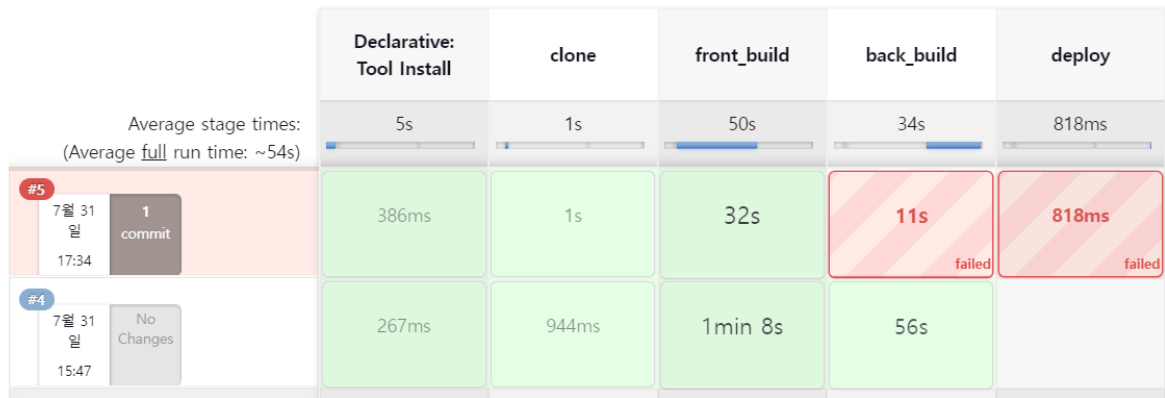 Declarative:
Tool Install
clone
front_build
back_build
deploy
Average stage times:
(Average full run time: ~54s)
5s
1s
50s
34s
818ms
#5
7월 31
일
17:34
1
commit
386ms
1s
32s
11s
failed
818ms
failed
#4
7월 31
일
15:47
No
Changes
267ms
944ms
1min 8s
56s